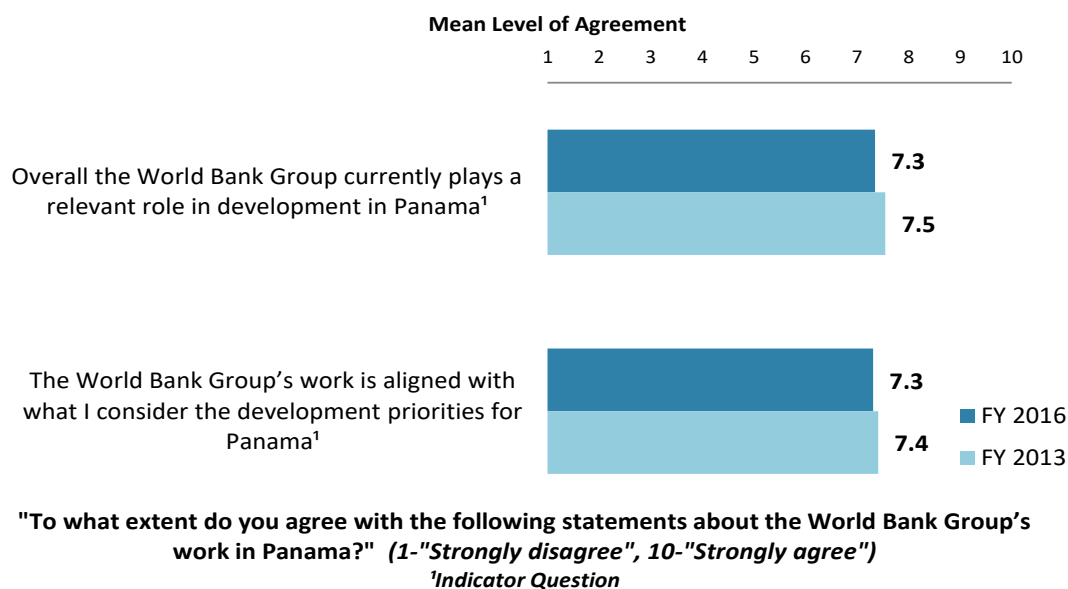 Mean Level of Agreement
1 2 3 4 5 6 7 8 9 10
Overall the World Bank Group currently plays a
relevant role in development in Panama¹
7.3
7.5
The World Bank Group’s work is aligned with
what I consider the development priorities for
Panama¹
7.3
7.4
FY 2016
FY 2013
"To what extent do you agree with the following statements about the World Bank Group’s
work in Panama?" (1-"Strongly disagree", 10-"Strongly agree")
¹Indicator Question